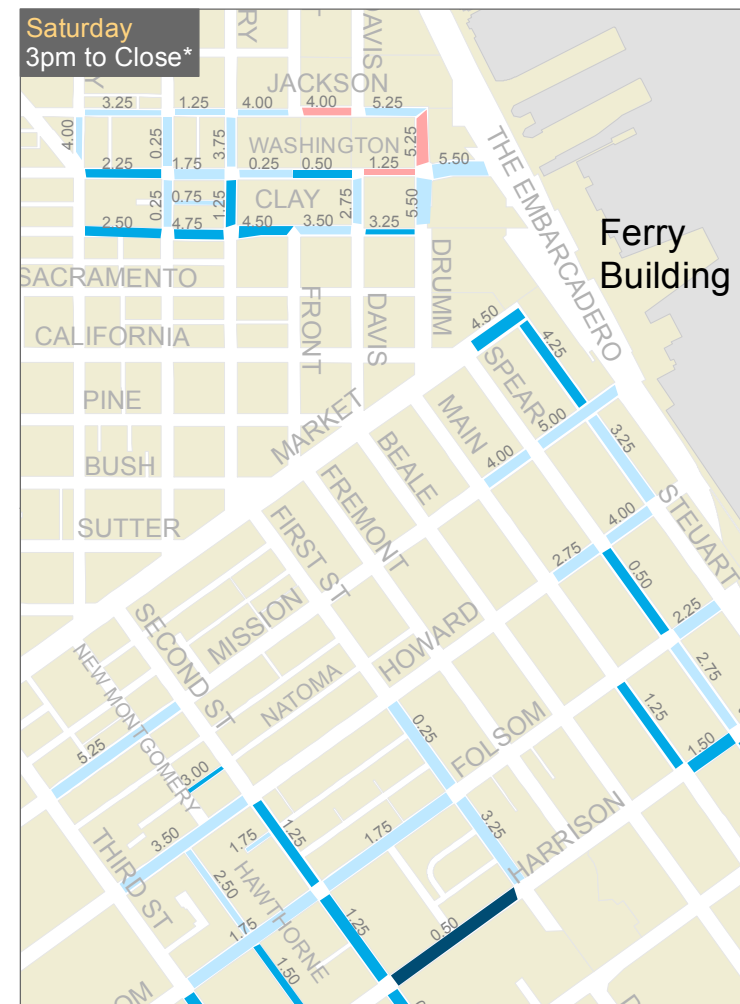 Saturday
3pm to Close*
RY
DAVIS
Y
JACKSON
3.25
1.25
4.00
4.00
5.25
4.00
0.25
3.75
WASHINGTON
5.25
THE EMBARCADERO
2.25
1.75
0.25
0.50
1.25
5.50
0.25
0.75
1.25
CLAY
2.75
5.50
2.50
4.75
4.50
3.50
3.25
Ferry
Building
SACRAMENTO
FRONT
DAVIS
DRUMM
CALIFORNIA
4.50
4.25
SPEAR
PINE
MARKET
MAIN
5.00
BEALE
3.25
BUSH
4.00
FREMONT
STEUART
SUTTER
FIRST ST
4.00
2.75
0.50
SECOND ST
MISSION
HOWARD
2.25
NEW MONTGOMERY
NATOMA
2.75
5.25
0.25
FOLSOM
1.25
1.50
3.00
3.50
1.75
1.25
1.75
3.25
HARRISON
THIRD ST
2.50
HAWTHORNE
1.75
1.25
0.50
1.50
OM